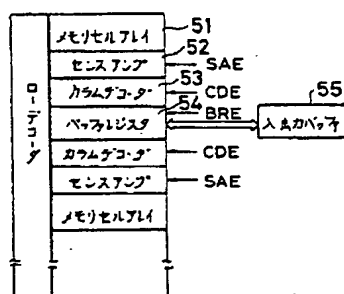 メモリセルアレイ
51
センスアンプ
52
SAE
カラムデコーダー
53
CDE
バッファレジスタ
54
BRE
入出力バッファ
55
カラムデコーダ
CDE
センスアンプ
SAE
メモリセルアレイ
ローデコーダ